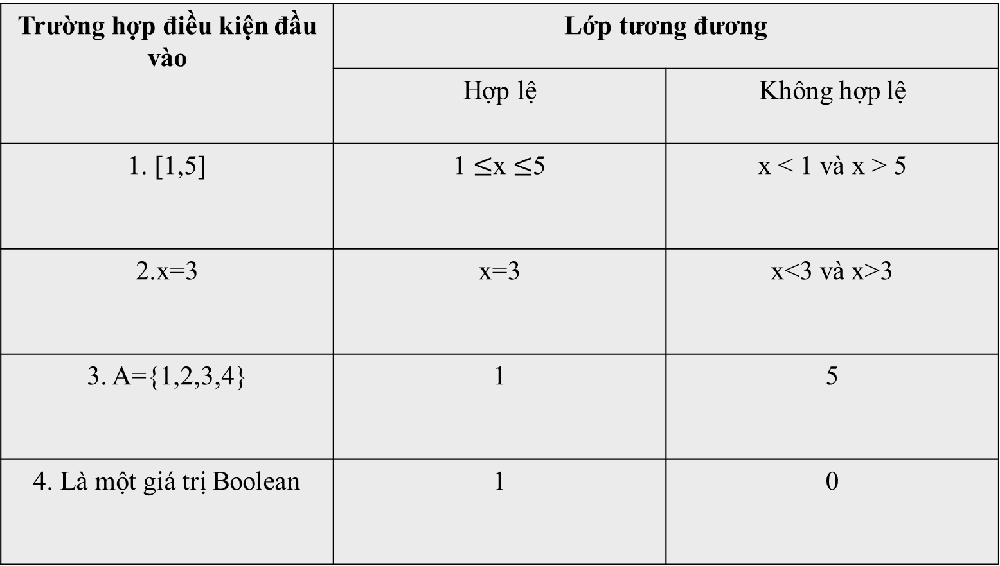 Trường hợp điều kiện đầu
vào
Lớp tương đương
Hợp lệ
Không hợp lệ
1. [1,5]
1 ≤x ≤5
x < 1 và x > 5
2.x=3
x=3
x<3 và x>3
3. A={1,2,3,4}
1
5
4. Là một giá trị Boolean
1
0